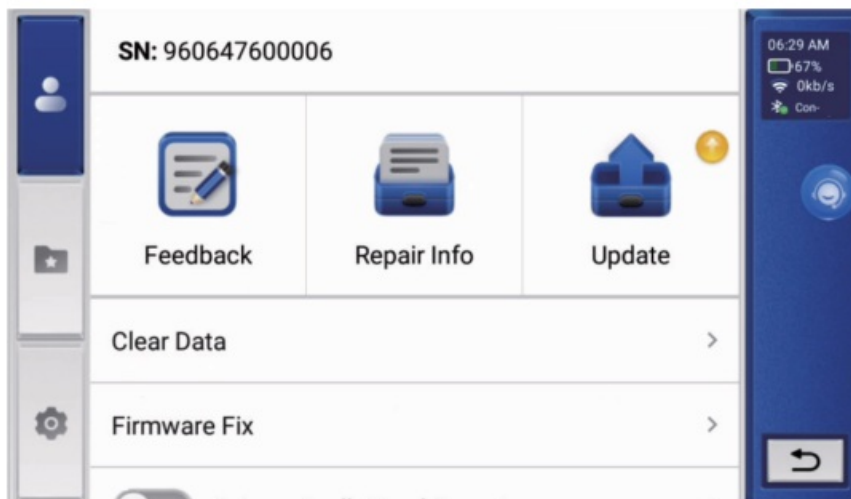 SN: 960647600006
06:29 AM
67%
0kb/s
Con-
Feedback
Repair Info
Update
Clear Data
Firmware Fix